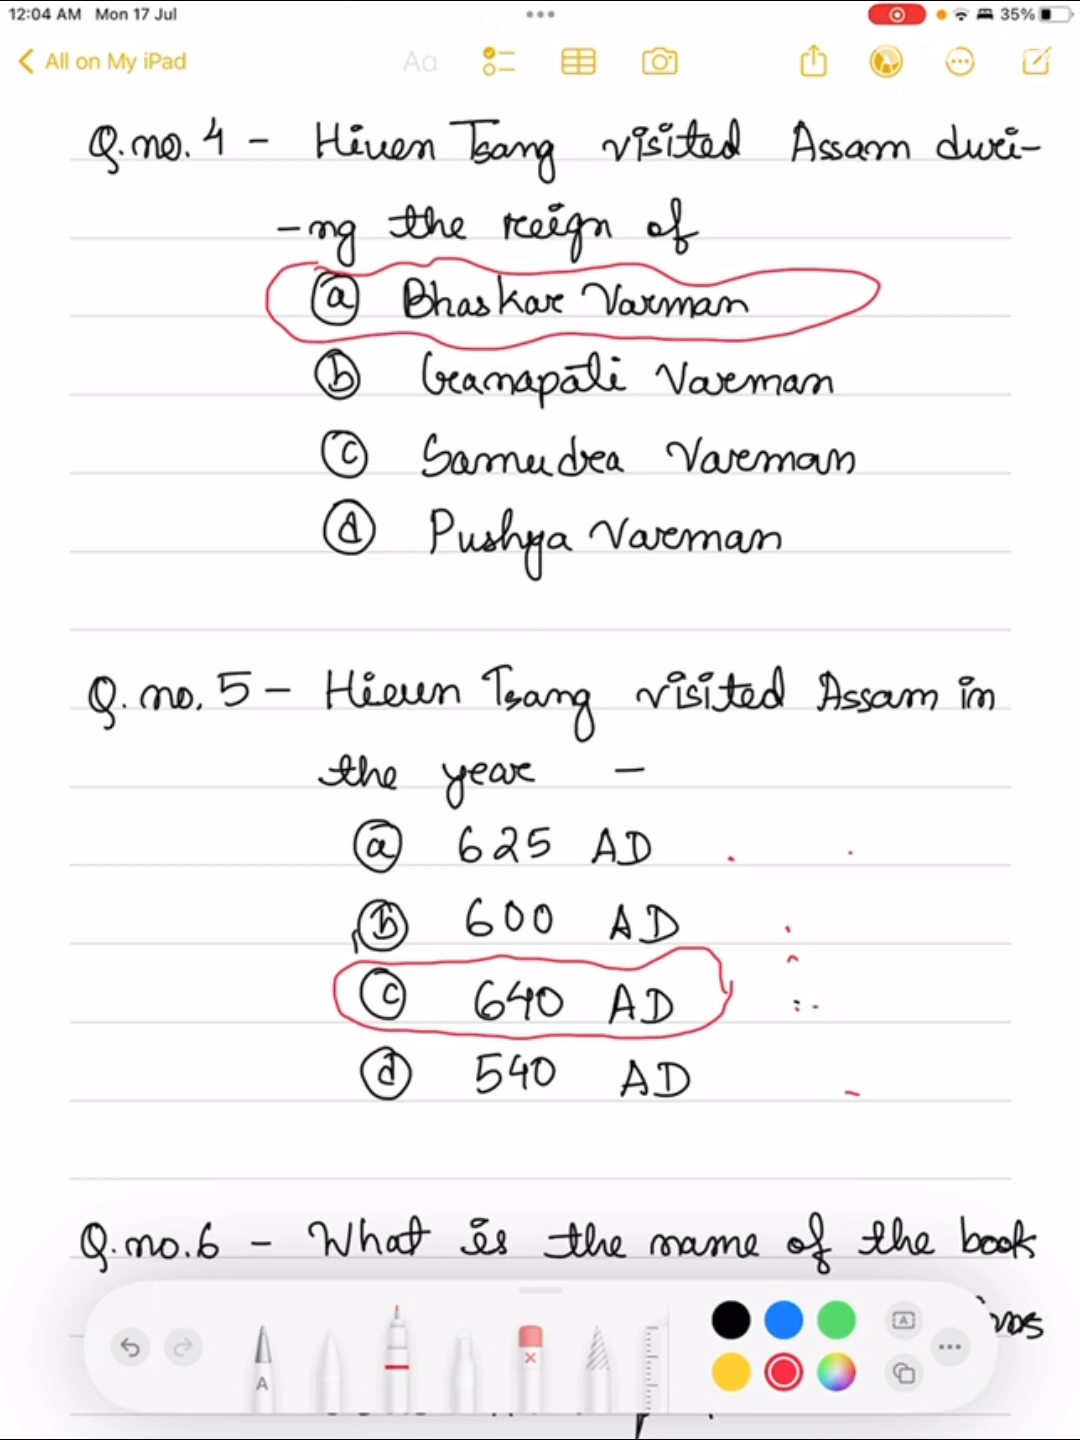 12:04 AM Mon 17 Jul
35%
All on My iPad
Aa
Q.no.4 - Hiuen Tsang visited Assam duri-
-ng the reign of
a Bhaskar Varman
b Ganapati Varman
c Samudra Varman
d Pushya Varman
Q. no. 5 - Hieun Tsang visited Assam in
the year -
a 625 AD
b 600 AD
c 640 AD
d 540 AD
Q.no.6 - What is the name of the book
A
A